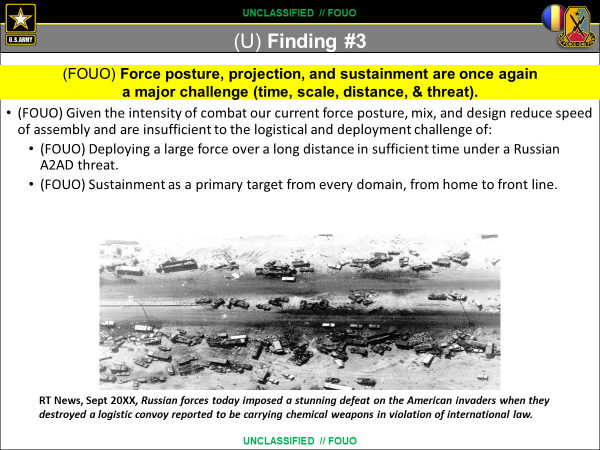 UNCLASSIFIED // FOUO
U.S.ARMY
(U) Finding #3
(FOUO) Force posture, projection, and sustainment are once again
a major challenge (time, scale, distance, & threat).
• (FOUO) Given the intensity of combat our current force posture, mix, and design reduce speed
of assembly and are insufficient to the logistical and deployment challenge of:
• (FOUO) Deploying a large force over a long distance in sufficient time under a Russian
A2AD threat.
• (FOUO) Sustainment as a primary target from every domain, from home to front line.
RT News, Sept 20XX, Russian forces today imposed a stunning defeat on the American invaders when they
destroyed a logistic convoy reported to be carrying chemical weapons in violation of international law.
UNCLASSIFIED // FOUO